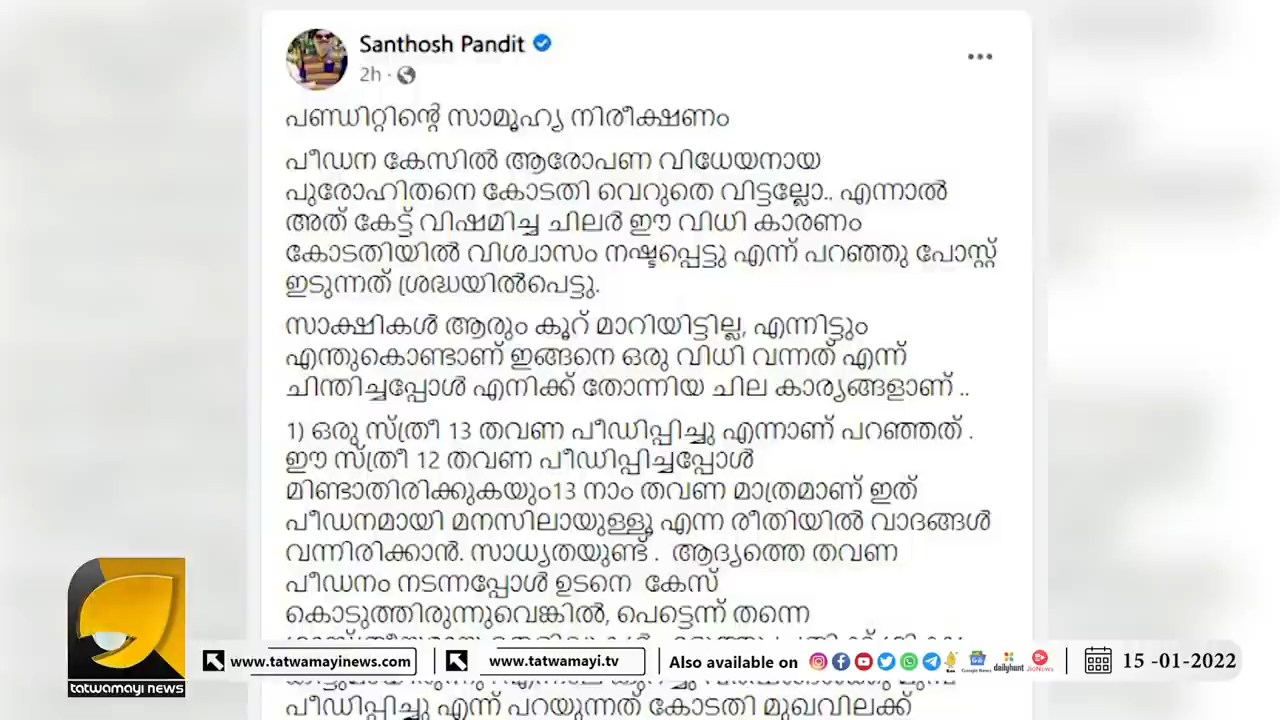 Santhosh Pandit
2h ·
പണ്ഡിറ്റിന്റെ സാമൂഹ്യ നിരീക്ഷണം
പീഡന കേസിൽ ആരോപണ വിധേയനായ
പുരോഹിതനെ കോടതി വെറുതെ വിട്ടല്ലോ.. എന്നാൽ
അത് കേട്ട് വിഷമിച്ച ചിലർ ഈ വിധി കാരണം
കോടതിയിൽ വിശ്വാസം നഷ്ടപ്പെട്ടു എന്ന് പറഞ്ഞു പോസ്റ്റ്
ഇടുന്നത് ശ്രദ്ധയിൽപെട്ടു.
സാക്ഷികൾ ആരും കൂറ് മാറിയിട്ടില്ല, എന്നിട്ടും
എന്തുകൊണ്ടാണ് ഇങ്ങനെ ഒരു വിധി വന്നത് എന്ന്
ചിന്തിച്ചപ്പോൾ എനിക്ക് തോന്നിയ ചില കാര്യങ്ങളാണ് ..
1) ഒരു സ്ത്രീ 13 തവണ പീഡിപ്പിച്ചു എന്നാണ് പറഞ്ഞത് .
ഈ സ്ത്രീ 12 തവണ പീഡിപ്പിച്ചപ്പോൾ
മിണ്ടാതിരിക്കുകയും13 നാം തവണ മാത്രമാണ് ഇത്
പീഡനമായി മനസിലായുള്ളൂ എന്ന രീതിയിൽ വാദങ്ങൾ
വന്നിരിക്കാൻ. സാധ്യതയുണ്ട് . ആദ്യത്തെ തവണ
പീഡനം നടന്നപ്പോൾ ഉടനെ കേസ്
കൊടുത്തിരുന്നുവെങ്കിൽ, പെട്ടെന്ന് തന്നെ
പീഡിപ്പിച്ചു എന്ന് പറയുന്നത് കോടതി മുഖവിലക്ക്
tatwamayi news
www.tatwamayinews.com
www.tatwamayi.tv
Also available on
Google News
dailyhunt
JioNews
15 -01-2022